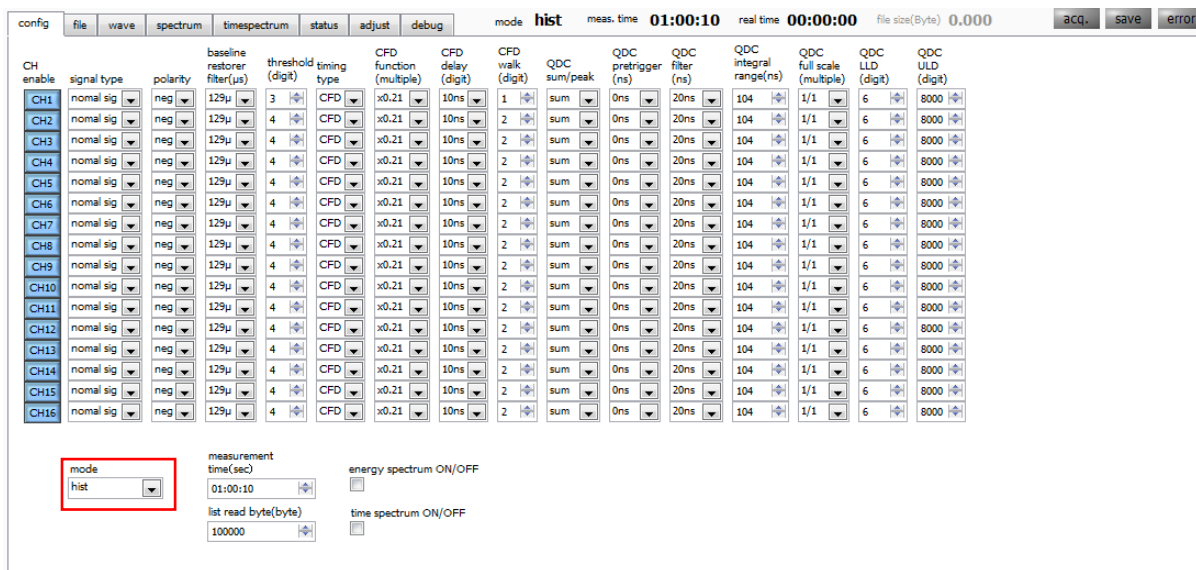 config file wave spectrum timespectrum status adjust debug mode hist meas. time 01:00:10 real time 00:00:00 file size(Byte) 0.000 acq. save error
CH enable signal type polarity baseline restorer filter(μs) threshold (digit) timing type CFD function (multiple) CFD delay (digit) CFD walk (digit) QDC sum/peak QDC pretrigger (ns) QDC filter (ns) QDC integral range(ns) QDC full scale (multiple) QDC LLD (digit) QDC ULD (digit)
CH1 nomal sig neg 129μ 3 CFD x0.21 10ns 1 sum 0ns 20ns 104 1/1 6 8000
CH2 nomal sig neg 129μ 4 CFD x0.21 10ns 2 sum 0ns 20ns 104 1/1 6 8000
CH3 nomal sig neg 129μ 4 CFD x0.21 10ns 2 sum 0ns 20ns 104 1/1 6 8000
CH4 nomal sig neg 129μ 4 CFD x0.21 10ns 2 sum 0ns 20ns 104 1/1 6 8000
CH5 nomal sig neg 129μ 4 CFD x0.21 10ns 2 sum 0ns 20ns 104 1/1 6 8000
CH6 nomal sig neg 129μ 4 CFD x0.21 10ns 2 sum 0ns 20ns 104 1/1 6 8000
CH7 nomal sig neg 129μ 4 CFD x0.21 10ns 2 sum 0ns 20ns 104 1/1 6 8000
CH8 nomal sig neg 129μ 4 CFD x0.21 10ns 2 sum 0ns 20ns 104 1/1 6 8000
CH9 nomal sig neg 129μ 4 CFD x0.21 10ns 2 sum 0ns 20ns 104 1/1 6 8000
CH10 nomal sig neg 129μ 4 CFD x0.21 10ns 2 sum 0ns 20ns 104 1/1 6 8000
CH11 nomal sig neg 129μ 4 CFD x0.21 10ns 2 sum 0ns 20ns 104 1/1 6 8000
CH12 nomal sig neg 129μ 4 CFD x0.21 10ns 2 sum 0ns 20ns 104 1/1 6 8000
CH13 nomal sig neg 129μ 4 CFD x0.21 10ns 2 sum 0ns 20ns 104 1/1 6 8000
CH14 nomal sig neg 129μ 4 CFD x0.21 10ns 2 sum 0ns 20ns 104 1/1 6 8000
CH15 nomal sig neg 129μ 4 CFD x0.21 10ns 2 sum 0ns 20ns 104 1/1 6 8000
CH16 nomal sig neg 129μ 4 CFD x0.21 10ns 2 sum 0ns 20ns 104 1/1 6 8000
mode
hist
measurement
time(sec)
01:00:10
energy spectrum ON/OFF
list read byte(byte)
100000
time spectrum ON/OFF